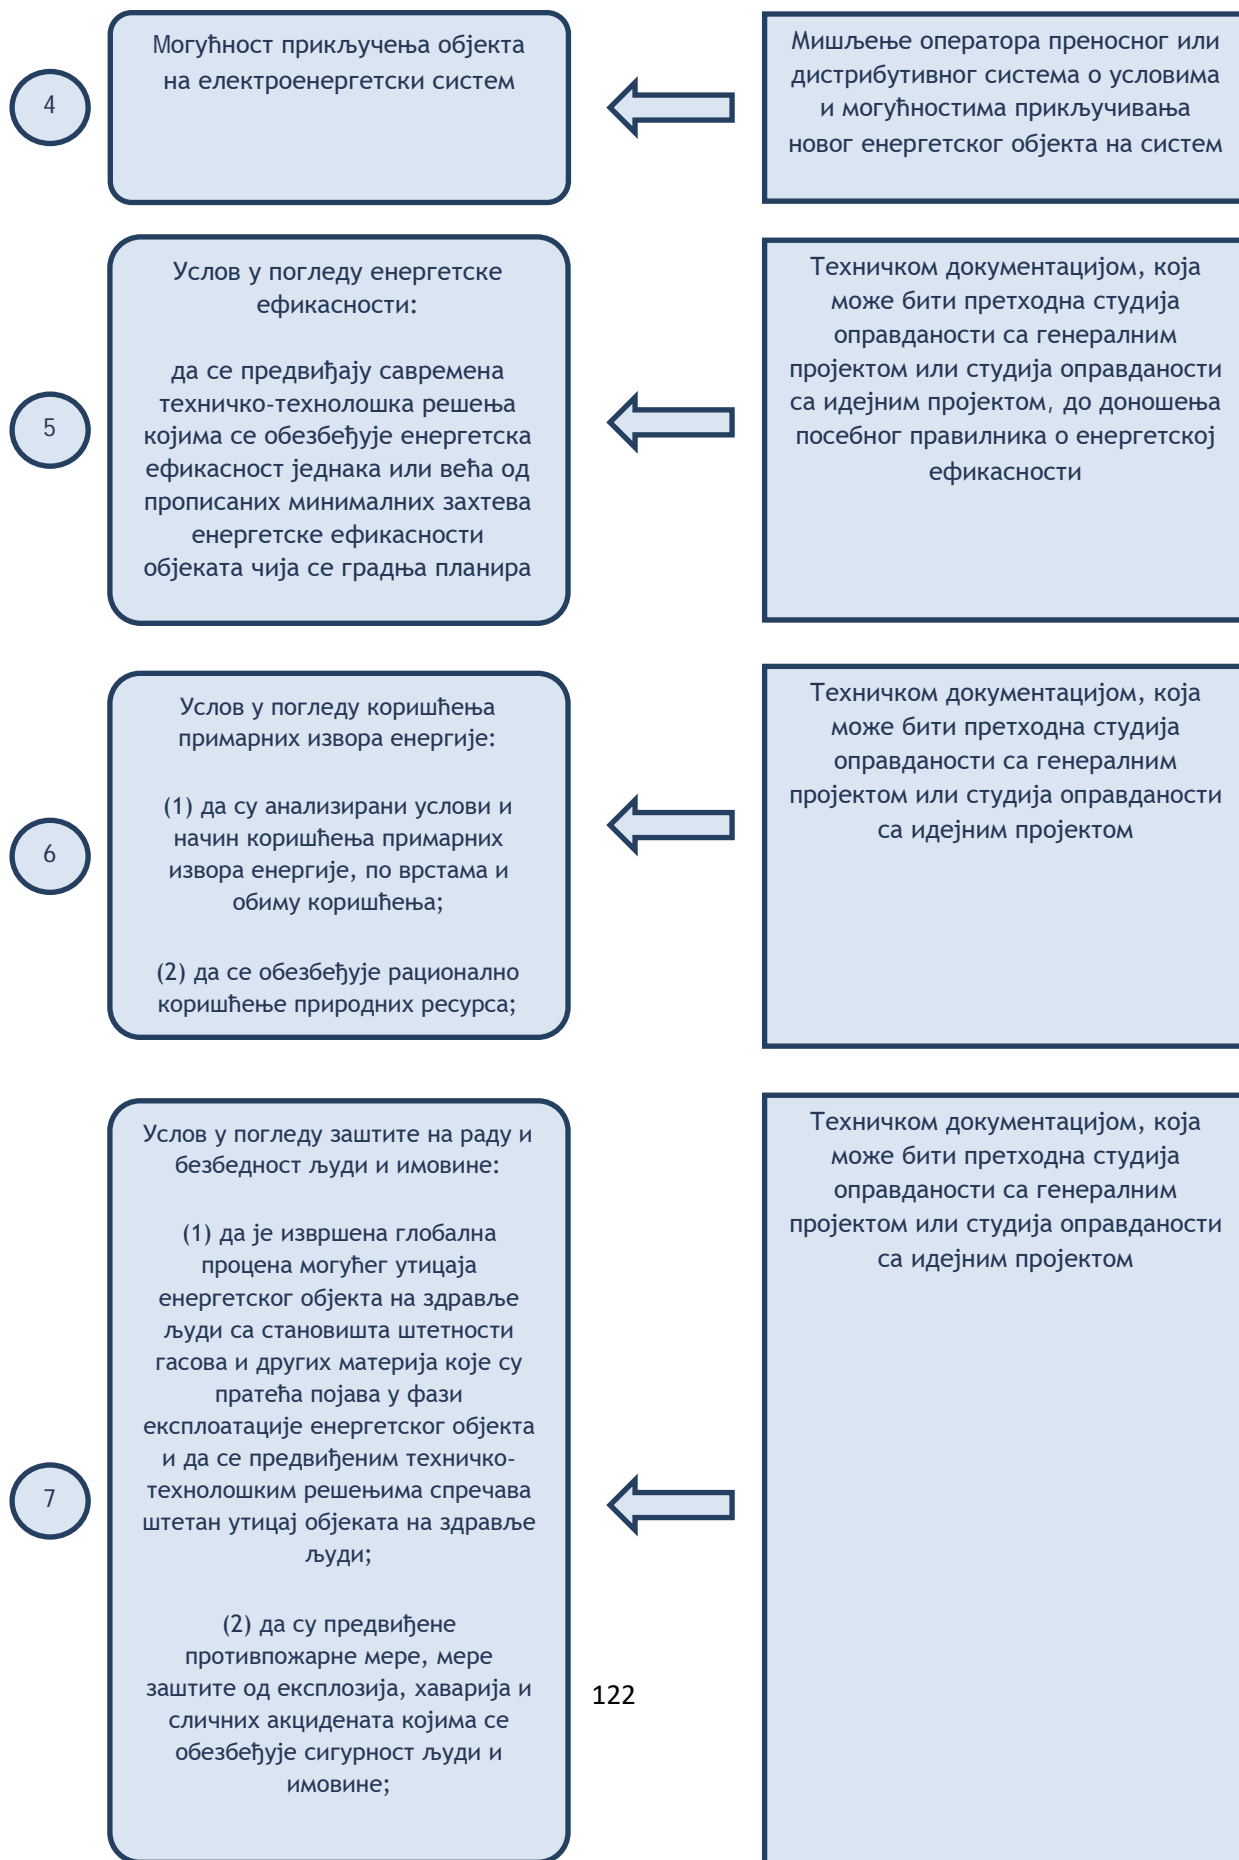 4
Могућност прикључења објекта
на електроенергетски систем
Мишљење оператора преносног или
дистрибутивног система о условима
и могућностима прикључивања
новог енергетског објекта на систем
5
Услов у погледу енергетске
ефикасности:
да се предвиђају савремена
техничко-технолошка решења
којима се обезбеђује енергетска
ефикасност једнака или већа од
прописаних минималних захтева
енергетске ефикасности
објеката чија се градња планира
Техничком документацијом, која
може бити претходна студија
оправданости са генералним
пројектом или студија оправданости
са идејним пројектом, до доношења
посебног правилника о енергетској
ефикасности
6
Услов у погледу коришћења
примарних извора енергије:
(1) да су анализирани услови и
начин коришћења примарних
извора енергије, по врстама и
обиму коришћења;
(2) да се обезбеђује рационално
коришћење природних ресурса;
Техничком документацијом, која
може бити претходна студија
оправданости са генералним
пројектом или студија оправданости
са идејним пројектом
7
Услов у погледу заштите на раду и
безбедност људи и имовине:
(1) да је извршена глобална
процена могућег утицаја
енергетског објекта на здравље
људи са становишта штетности
гасова и других материја које су
пратећа појава у фази
експлоатације енергетског објекта
и да се предвиђеним техничко-
технолошким решењима спречава
штетан утицај објеката на здравље
људи;
(2) да су предвиђене
противпожарне мере, мере
заштите од експлозија, хаварија и
сличних акцидената којима се
обезбеђује сигурност људи и
имовине;
Техничком документацијом, која
може бити претходна студија
оправданости са генералним
пројектом или студија оправданости
са идејним пројектом
122